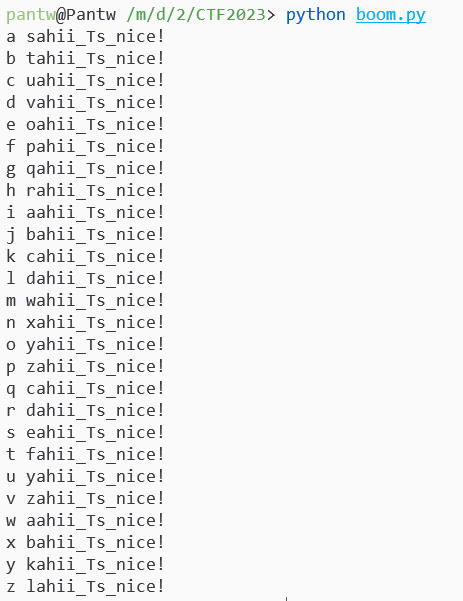 pantw@Pantw /m/d/2/CTF2023> python boom.py
a sahii_Ts_nice!
b tahii_Ts_nice!
c uahii_Ts_nice!
d vahii_Ts_nice!
e oahii_Ts_nice!
f pahii_Ts_nice!
g qahii_Ts_nice!
h rahii_Ts_nice!
i aahii_Ts_nice!
j bahii_Ts_nice!
k cahii_Ts_nice!
l dahii_Ts_nice!
m wahii_Ts_nice!
n xahii_Ts_nice!
o yahii_Ts_nice!
p zahii_Ts_nice!
q cahii_Ts_nice!
r dahii_Ts_nice!
s eahii_Ts_nice!
t fahii_Ts_nice!
u yahii_Ts_nice!
v zahii_Ts_nice!
w aahii_Ts_nice!
x bahii_Ts_nice!
y kahii_Ts_nice!
z lahii_Ts_nice!